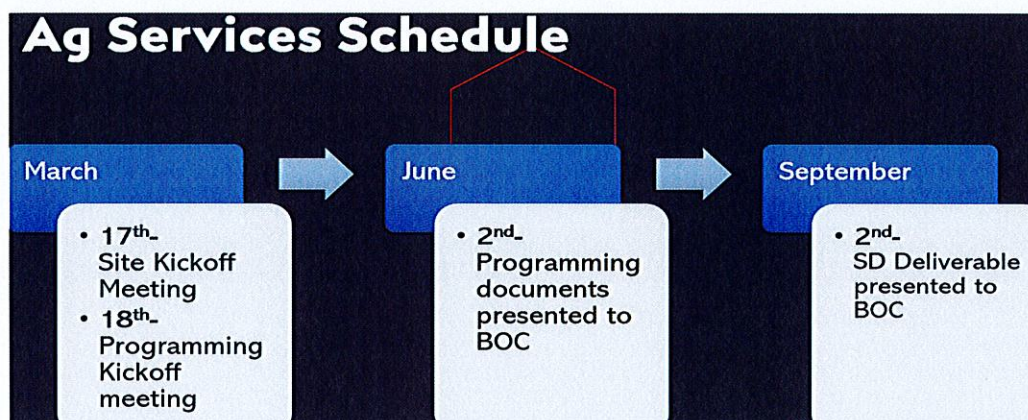 Ag Services Schedule
March
• 17th-
Site Kickoff
Meeting
• 18th-
Programming
Kickoff
meeting
June
• 2nd-
Programming
documents
presented to
BOC
September
• 2nd-
SD Deliverable
presented to
BOC